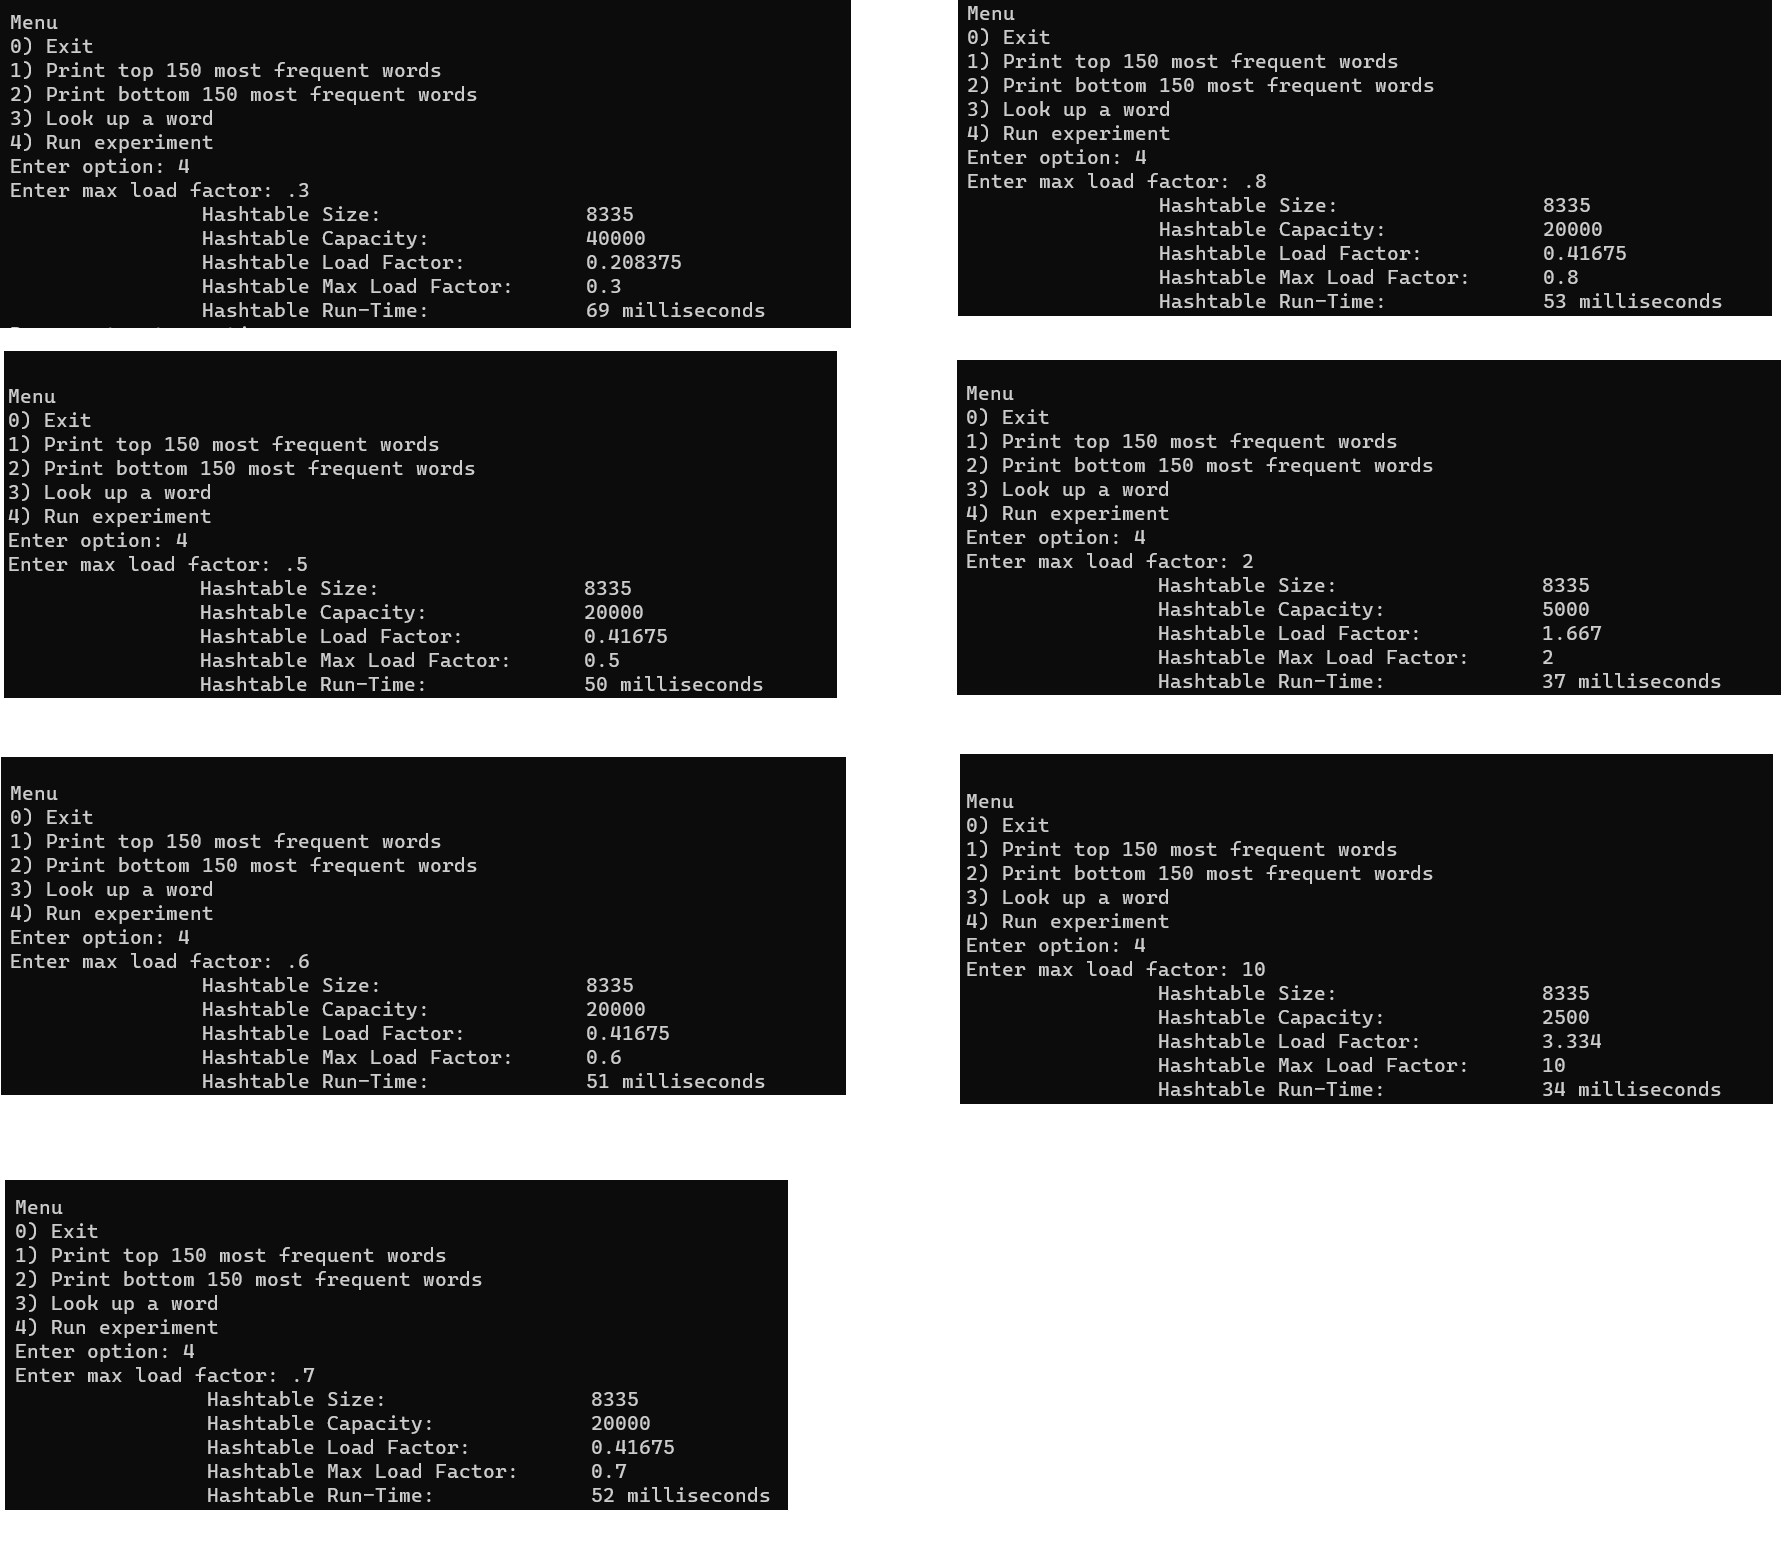 Menu
0) Exit
1) Print top 150 most frequent words
2) Print bottom 150 most frequent words
3) Look up a word
4) Run experiment
Enter option: 4
Enter max load factor: .3
Hashtable Size: 8335
Hashtable Capacity: 40000
Hashtable Load Factor: 0.208375
Hashtable Max Load Factor: 0.3
Hashtable Run-Time: 69 milliseconds
Menu
0) Exit
1) Print top 150 most frequent words
2) Print bottom 150 most frequent words
3) Look up a word
4) Run experiment
Enter option: 4
Enter max load factor: .5
Hashtable Size: 8335
Hashtable Capacity: 20000
Hashtable Load Factor: 0.41675
Hashtable Max Load Factor: 0.5
Hashtable Run-Time: 50 milliseconds
Menu
0) Exit
1) Print top 150 most frequent words
2) Print bottom 150 most frequent words
3) Look up a word
4) Run experiment
Enter option: 4
Enter max load factor: .6
Hashtable Size: 8335
Hashtable Capacity: 20000
Hashtable Load Factor: 0.41675
Hashtable Max Load Factor: 0.6
Hashtable Run-Time: 51 milliseconds
Menu
0) Exit
1) Print top 150 most frequent words
2) Print bottom 150 most frequent words
3) Look up a word
4) Run experiment
Enter option: 4
Enter max load factor: .7
Hashtable Size: 8335
Hashtable Capacity: 20000
Hashtable Load Factor: 0.41675
Hashtable Max Load Factor: 0.7
Hashtable Run-Time: 52 milliseconds
Menu
0) Exit
1) Print top 150 most frequent words
2) Print bottom 150 most frequent words
3) Look up a word
4) Run experiment
Enter option: 4
Enter max load factor: .8
Hashtable Size: 8335
Hashtable Capacity: 20000
Hashtable Load Factor: 0.41675
Hashtable Max Load Factor: 0.8
Hashtable Run-Time: 53 milliseconds
Menu
0) Exit
1) Print top 150 most frequent words
2) Print bottom 150 most frequent words
3) Look up a word
4) Run experiment
Enter option: 4
Enter max load factor: 2
Hashtable Size: 8335
Hashtable Capacity: 5000
Hashtable Load Factor: 1.667
Hashtable Max Load Factor: 2
Hashtable Run-Time: 37 milliseconds
Menu
0) Exit
1) Print top 150 most frequent words
2) Print bottom 150 most frequent words
3) Look up a word
4) Run experiment
Enter option: 4
Enter max load factor: 10
Hashtable Size: 8335
Hashtable Capacity: 2500
Hashtable Load Factor: 3.334
Hashtable Max Load Factor: 10
Hashtable Run-Time: 34 milliseconds